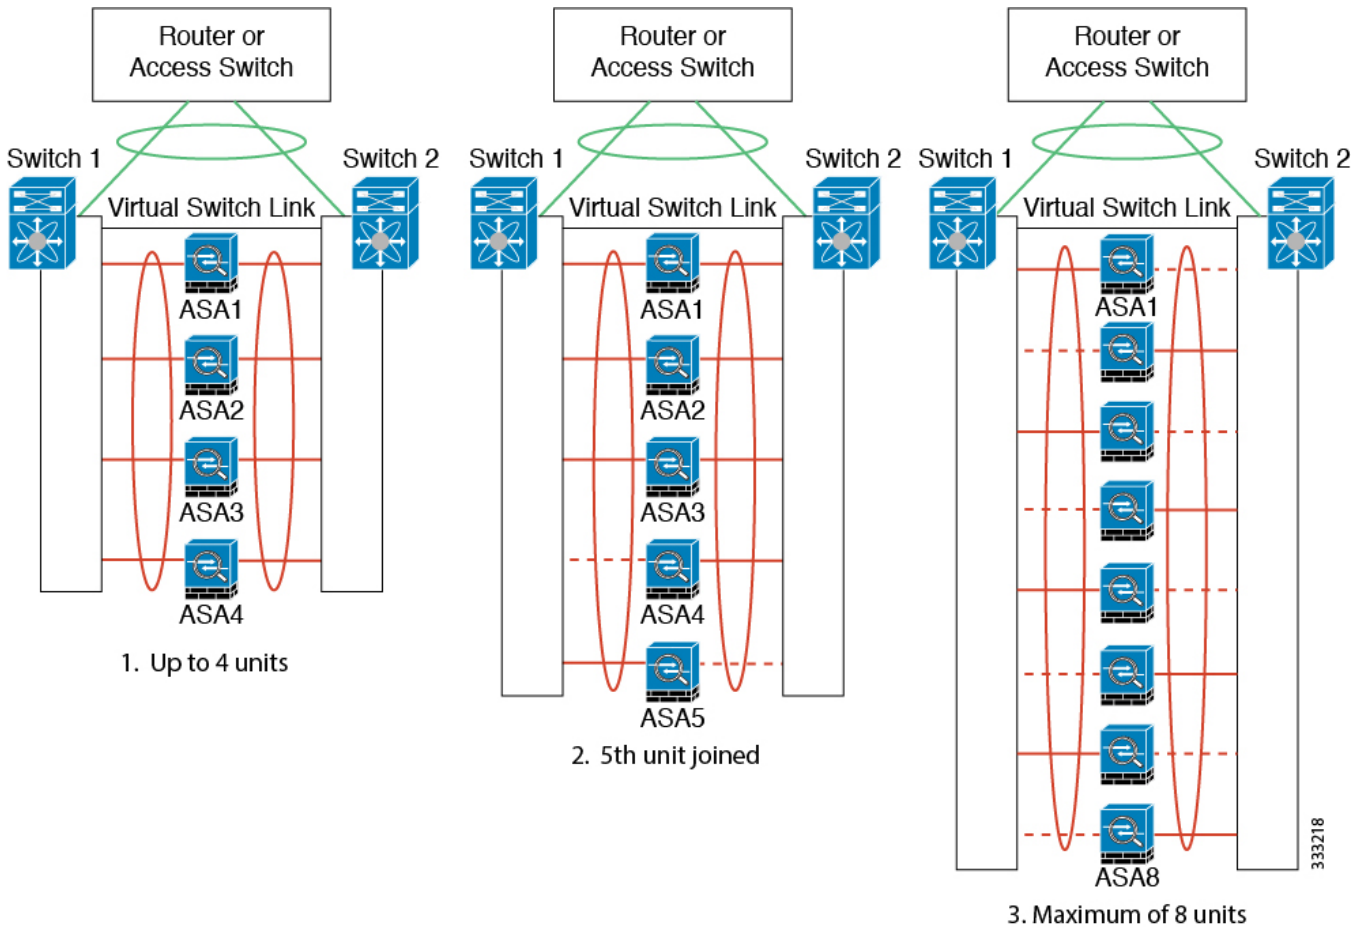 Router or
Access Switch
Switch 1
Switch 2
Virtual Switch Link
ASA1
ASA2
ASA3
ASA4
1. Up to 4 units
Router or
Access Switch
Switch 1
Switch 2
Virtual Switch Link
ASA1
ASA2
ASA3
ASA4
ASA5
2. 5th unit joined
Router or
Access Switch
Switch 1
Switch 2
Virtual Switch Link
ASA1
ASA8
333218
3. Maximum of 8 units